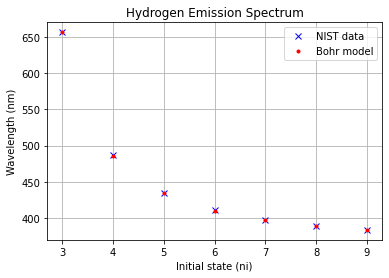 Hydrogen Emission Spectrum
NIST data
Bohr model
650
600
550
500
450
400
Wavelength (nm)
3 4 5 6 7 8 9
Initial state (ni)